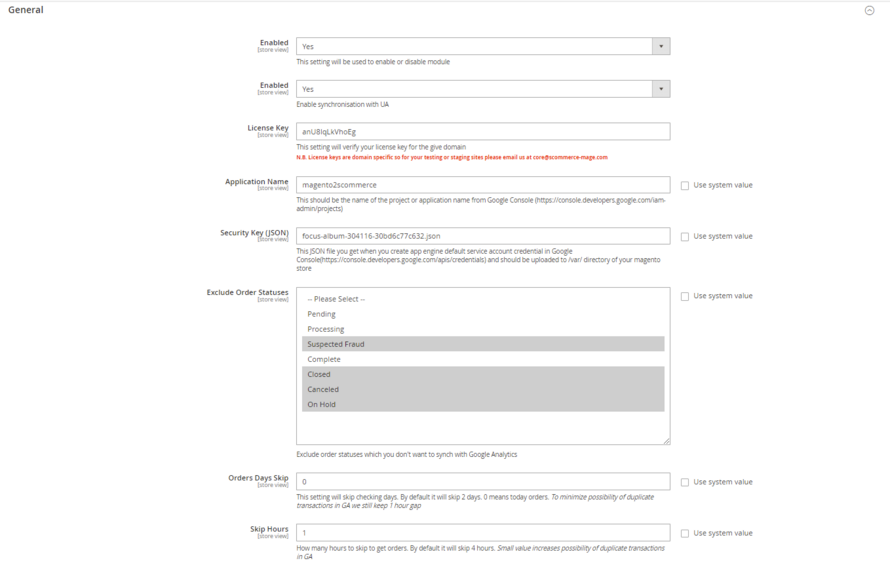 General
Enabled
[store view]
Yes
This setting will be used to enable or disable module
Enabled
[store view]
Yes
Enable synchronisation with UA
License Key
[store view]
anU8IqLkVhoEg
This setting will verify your license key for the give domain
N.B. License keys are domain specific so for your testing or staging sites please email us at core@scommerce-mage.com
Application Name
[store view]
magento2scommerce
Use system value
This should be the name of the project or application name from Google Console (https://console.developers.google.com/iam-
admin/projects)
Security Key (JSON)
[store view]
focus-album-304116-30bd6c77c632.json
Use system value
This JSON file you get when you create app engine default service account credential in Google
Console(https://console.developers.google.com/apis/credentials) and should be uploaded to /var/ directory of your magento
store
Exclude Order Statuses
[store view]
-- Please Select --
Pending
Processing
Suspected Fraud
Complete
Closed
Canceled
On Hold
Use system value
Exclude order statuses which you don't want to synch with Google Analytics
Orders Days Skip
[store view]
0
Use system value
This setting will skip checking days. By default it will skip 2 days. 0 means today orders. To minimize possibility of duplicate
transactions in GA we still keep 1 hour gap
Skip Hours
[store view]
1
Use system value
How many hours to skip to get orders. By default it will skip 4 hours. Small value increases possibility of duplicate transactions
in GA